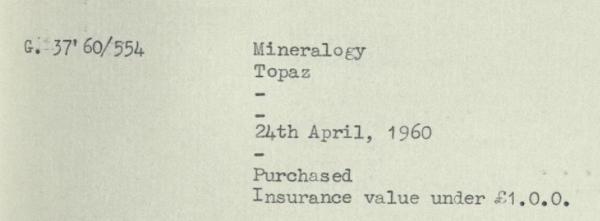 G. 37'60/554 Mineralogy
Topaz
-
-
24th April, 1960
-
Purchased
Insurance value under £1.0.0.